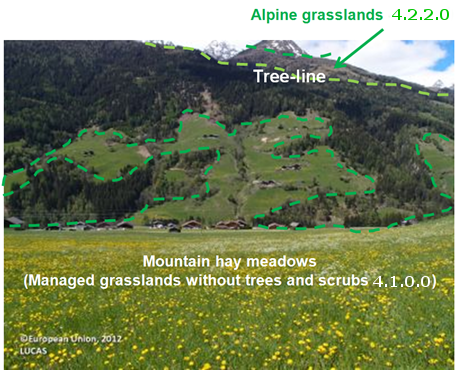 Alpine grasslands 4.2.2.0
Tree-line
Mountain hay meadows
(Managed grasslands without trees and scrubs 4.1.0.0)
©European Union, 2012
LUCAS